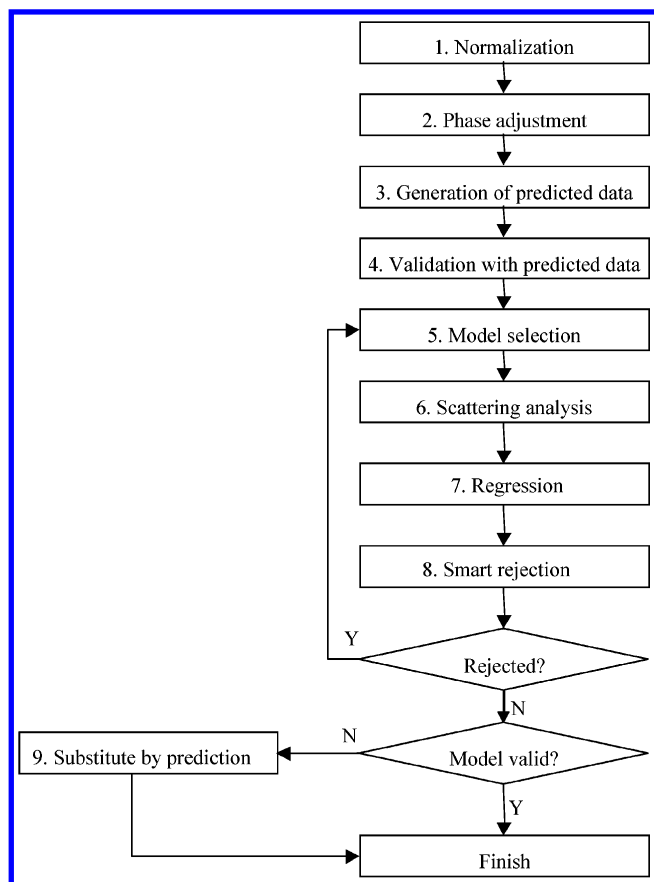 1. Normalization
2. Phase adjustment
3. Generation of predicted data
4. Validation with predicted data
5. Model selection
6. Scattering analysis
7. Regression
8. Smart rejection
Y
Rejected?
N
N
9. Substitute by prediction
Model valid?
Y
Finish